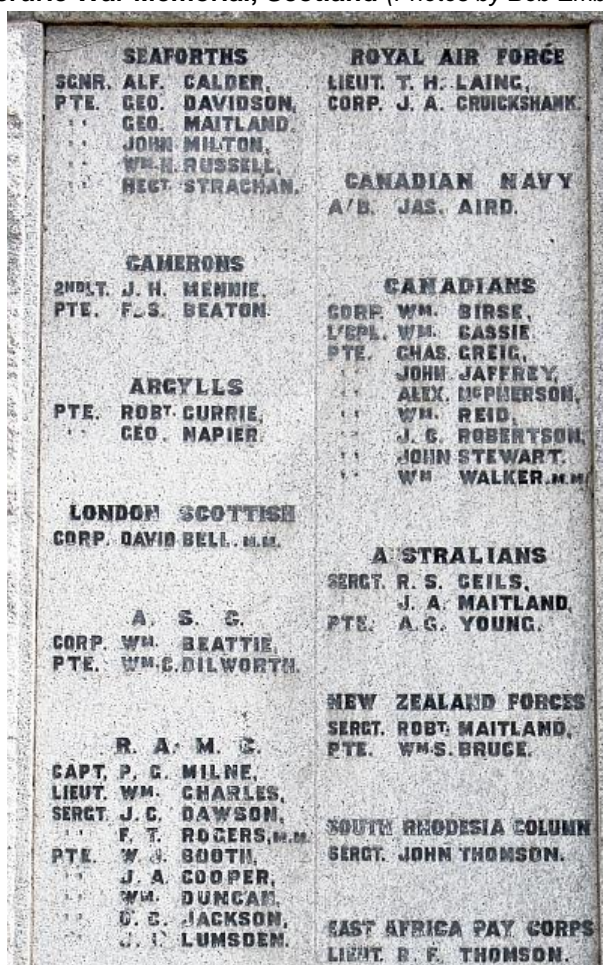 War Memorial, Scotland (Photos by Bob
SEAFORTHS
SGNR. ALF. CALDER,
PTE. GEO. DAVIDSON,
" GEO. MAITLAND.
" JOHN MILTON,
" WM. H. RUSSELL,
" HECT. STRACHAN.
CAMERONS
2NDLT. J. H. MENNIE,
PTE. F. S. BEATON.
ARGYLLS
PTE. ROBT. CURRIE,
" GEO. NAPIER.
LONDON SCOTTISH
CORP. DAVID BELL. M.M.
A. S. C.
CORP. WM. BEATTIE,
PTE. WM. C. DILWORTH.
R. A. M. C.
CAPT. P. G. MILNE,
LIEUT. WM. CHARLES,
SERGT. J. C. DAWSON,
" F. T. ROGERS, M.M.
PTE. W. J. BOOTH,
" J. A. COOPER,
" WM. DUNCAN,
" JACKSON,
" LUMSDEN.
ROYAL AIR FORCE
LIEUT. T. H. LAING,
CORP. J. A. CRUICKSHANK.
CANADIAN NAVY
A/B. JAS. AIRD.
CANADIANS
CORP. WM. BIRSE,
L/CPL. WM. CASSIE,
PTE. CHAS. GREIG,
" JOHN JAFFREY,
" ALEX. McPHERSON,
" WM. REID,
" J. G. ROBERTSON,
" JOHN STEWART.
" WM WALKER. M.M.
AUSTRALIANS
SERGT. R. S. GEILS,
J. A. MAITLAND,
PTE. A. G. YOUNG.
NEW ZEALAND FORCES
SERGT. ROBT. MAITLAND,
PTE. WM. S. BRUCE.
SOUTH RHODESIA COLUMN
SERGT. JOHN THOMSON.
EAST AFRICA PAY CORPS
LIEUT. R. F. THOMSON.